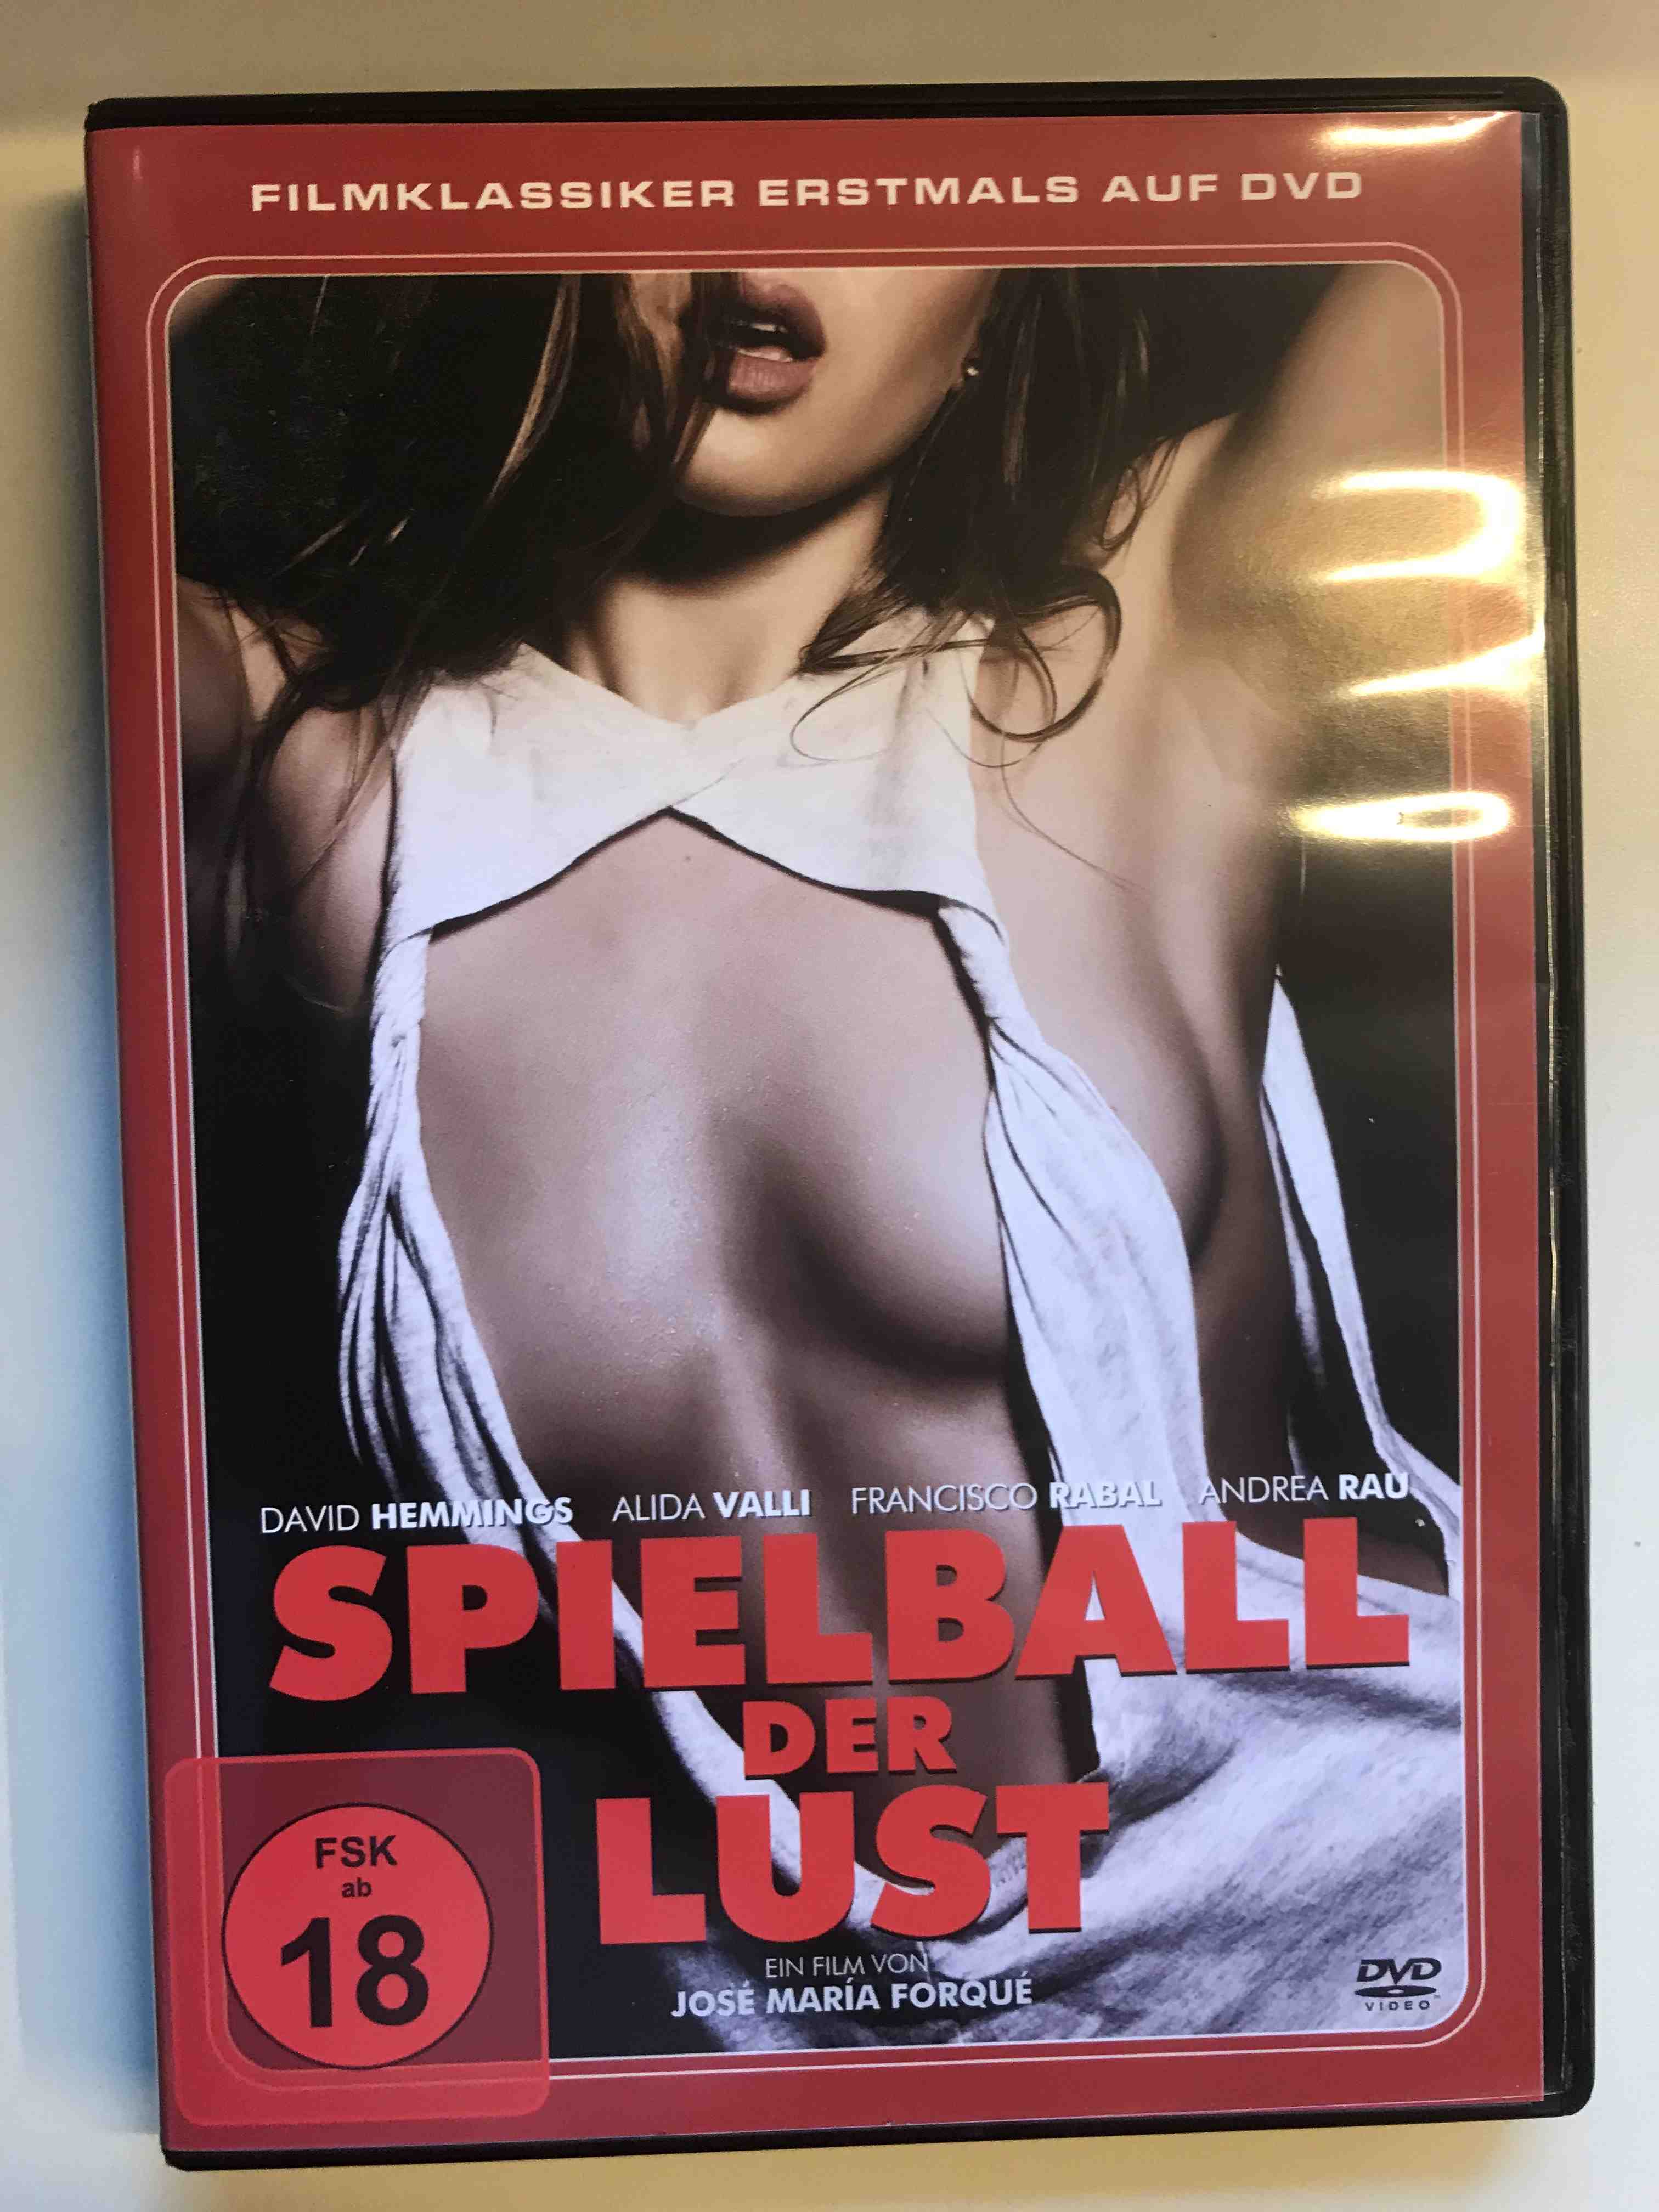 FILMKLASSIKER ERSTMALS AUF DVD
DAVID HEMMINGS ALIDA VALLI FRANCISCO RABAL ANDREA RAU
SPIELBALL
DER
LUST
EIN FILM VON
JOSÉ MARÍA FORQUÉ
FSK
ab
18
DVD
VIDEO